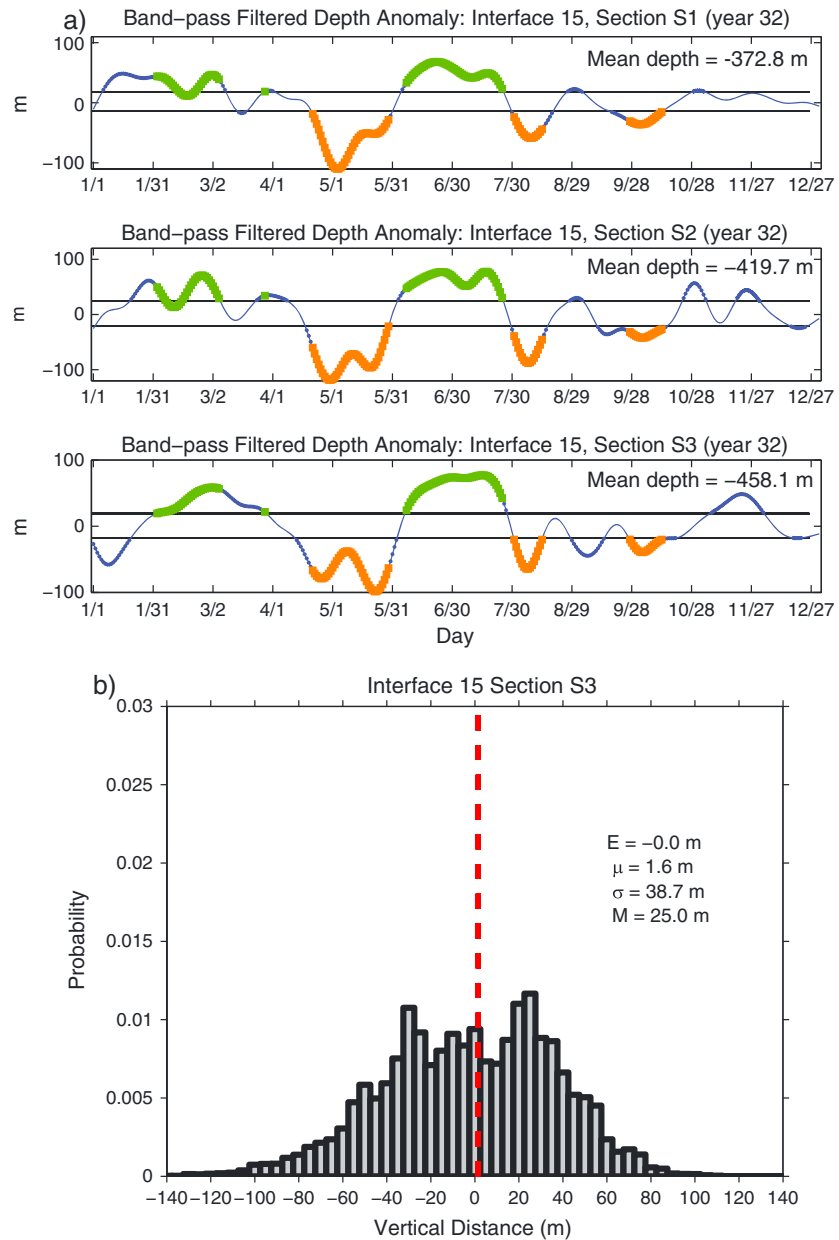 a)
Band-pass Filtered Depth Anomaly: Interface 15, Section S1 (year 32)
Mean depth = -372.8 m
100
0
-100
m
1/1 1/31 3/2 4/1 5/1 5/31 6/30 7/30 8/29 9/28 10/28 11/27 12/27
Band-pass Filtered Depth Anomaly: Interface 15, Section S2 (year 32)
Mean depth = -419.7 m
100
0
-100
m
1/1 1/31 3/2 4/1 5/1 5/31 6/30 7/30 8/29 9/28 10/28 11/27 12/27
Band-pass Filtered Depth Anomaly: Interface 15, Section S3 (year 32)
Mean depth = -458.1 m
100
0
-100
m
1/1 1/31 3/2 4/1 5/1 5/31 6/30 7/30 8/29 9/28 10/28 11/27 12/27
Day
b)
Interface 15 Section S3
0.03
0.025
0.02
0.015
0.01
0.005
0
Probability
E = -0.0 m
μ = 1.6 m
σ = 38.7 m
M = 25.0 m
-140 -120 -100 -80 -60 -40 -20 0 20 40 60 80 100 120 140
Vertical Distance (m)